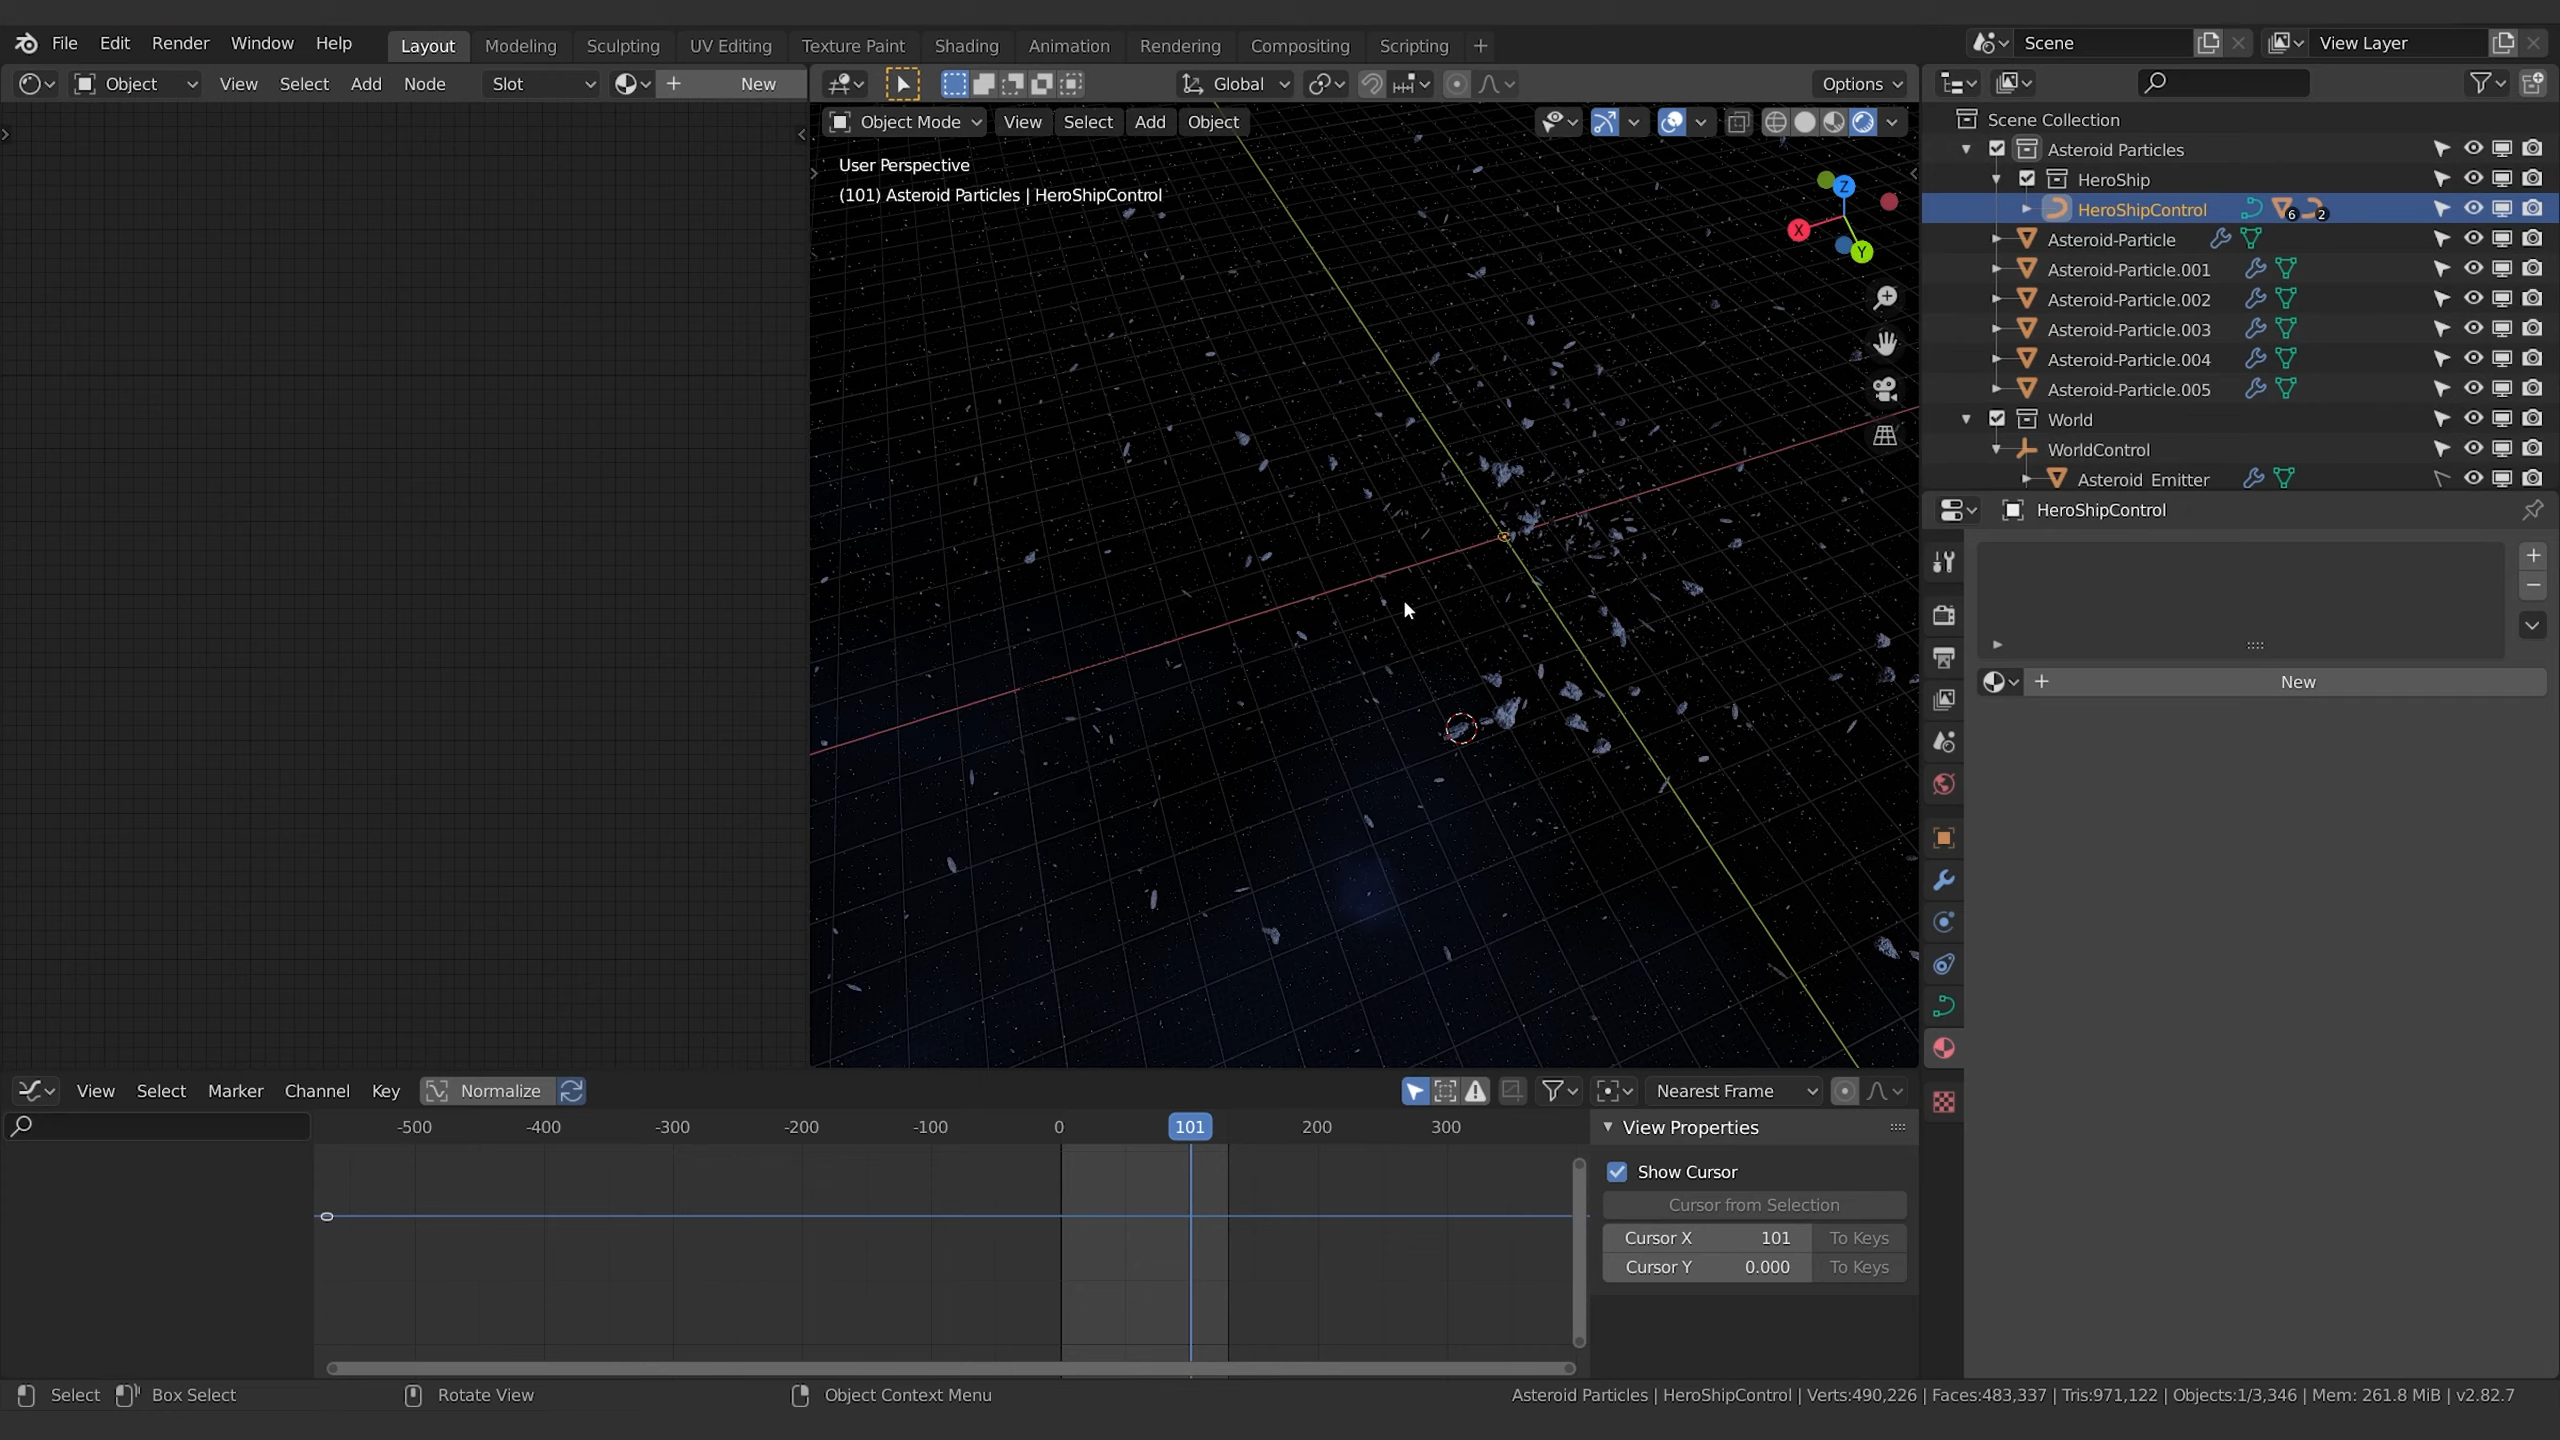 File Edit Render Window Help Layout Modeling Sculpting UV Editing Texture Paint Shading Animation Rendering Compositing Scripting + Scene View Layer
Object View Select Add Node Slot New Global Options
Object Mode View Select Add Object
User Perspective
(101) Asteroid Particles | HeroShipControl
Z
X
Y
Scene Collection
Asteroid Particles
HeroShip
HeroShipControl 6 2
Asteroid-Particle
Asteroid-Particle.001
Asteroid-Particle.002
Asteroid-Particle.003
Asteroid-Particle.004
Asteroid-Particle.005
World
WorldControl
Asteroid Emitter
HeroShipControl
New
View Select Marker Channel Key Normalize Nearest Frame
-500 -400 -300 -200 -100 0 101 200 300
View Properties
Show Cursor
Cursor from Selection
Cursor X 101 To Keys
Cursor Y 0.000 To Keys
Select Box Select Rotate View Object Context Menu Asteroid Particles | HeroShipControl | Verts:490,226 | Faces:483,337 | Tris:971,122 | Objects:1/3,346 | Mem: 261.8 MiB | v2.82.7